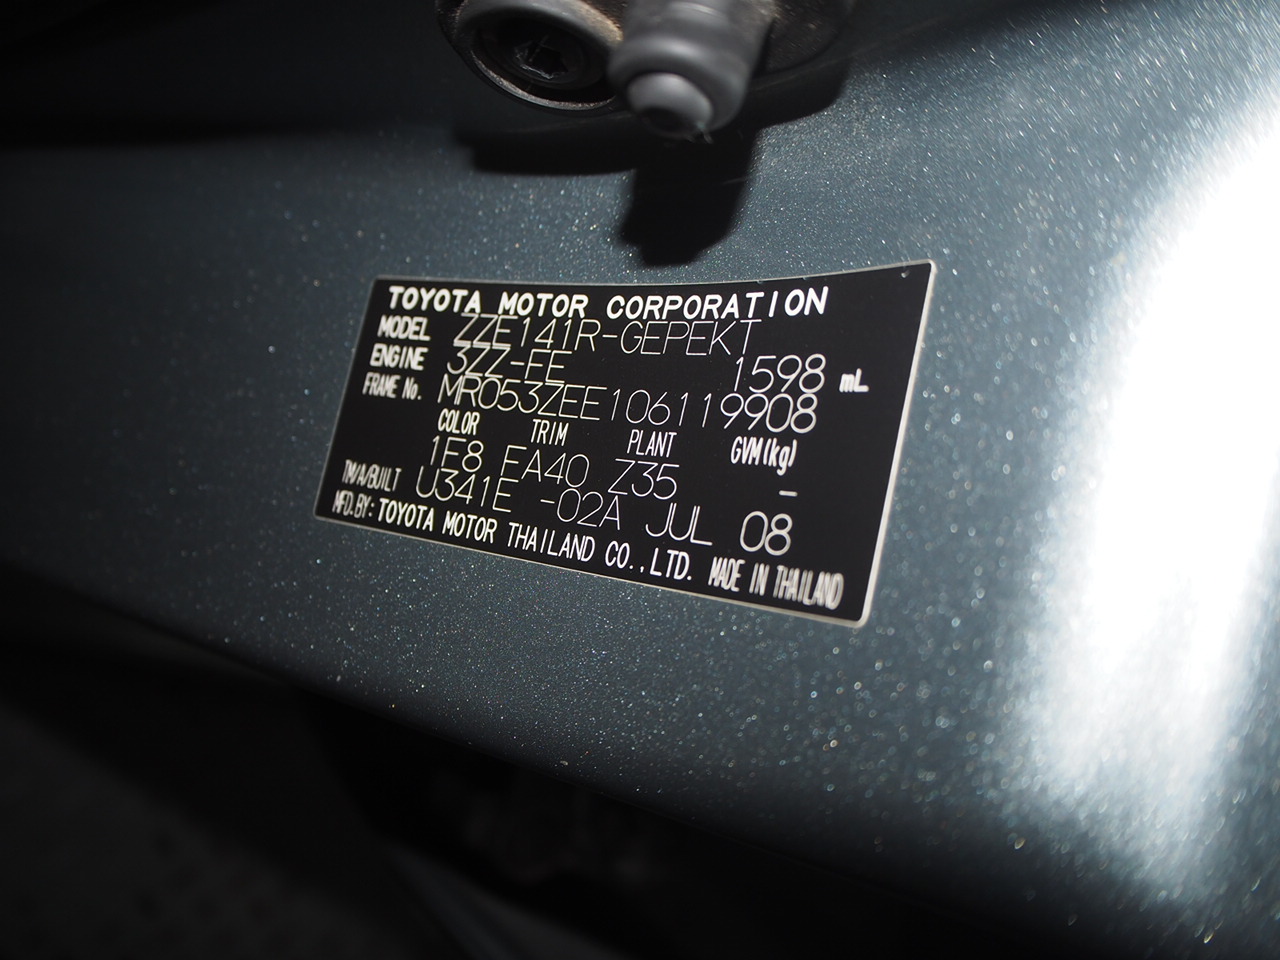 TOYOTA MOTOR CORPORATION
MODEL ZZE141R-GEPEKT
ENGINE 3ZZ-FE 1598 mL
FRAME No. MR053ZEE106119908
COLOR TRIM PLANT GVM(kg)
1F8 FA40 Z35 -
TM/A/BUILT U341E -02A JUL 08
MFD.BY:TOYOTA MOTOR THAILAND CO.,LTD. MADE IN THAILAND